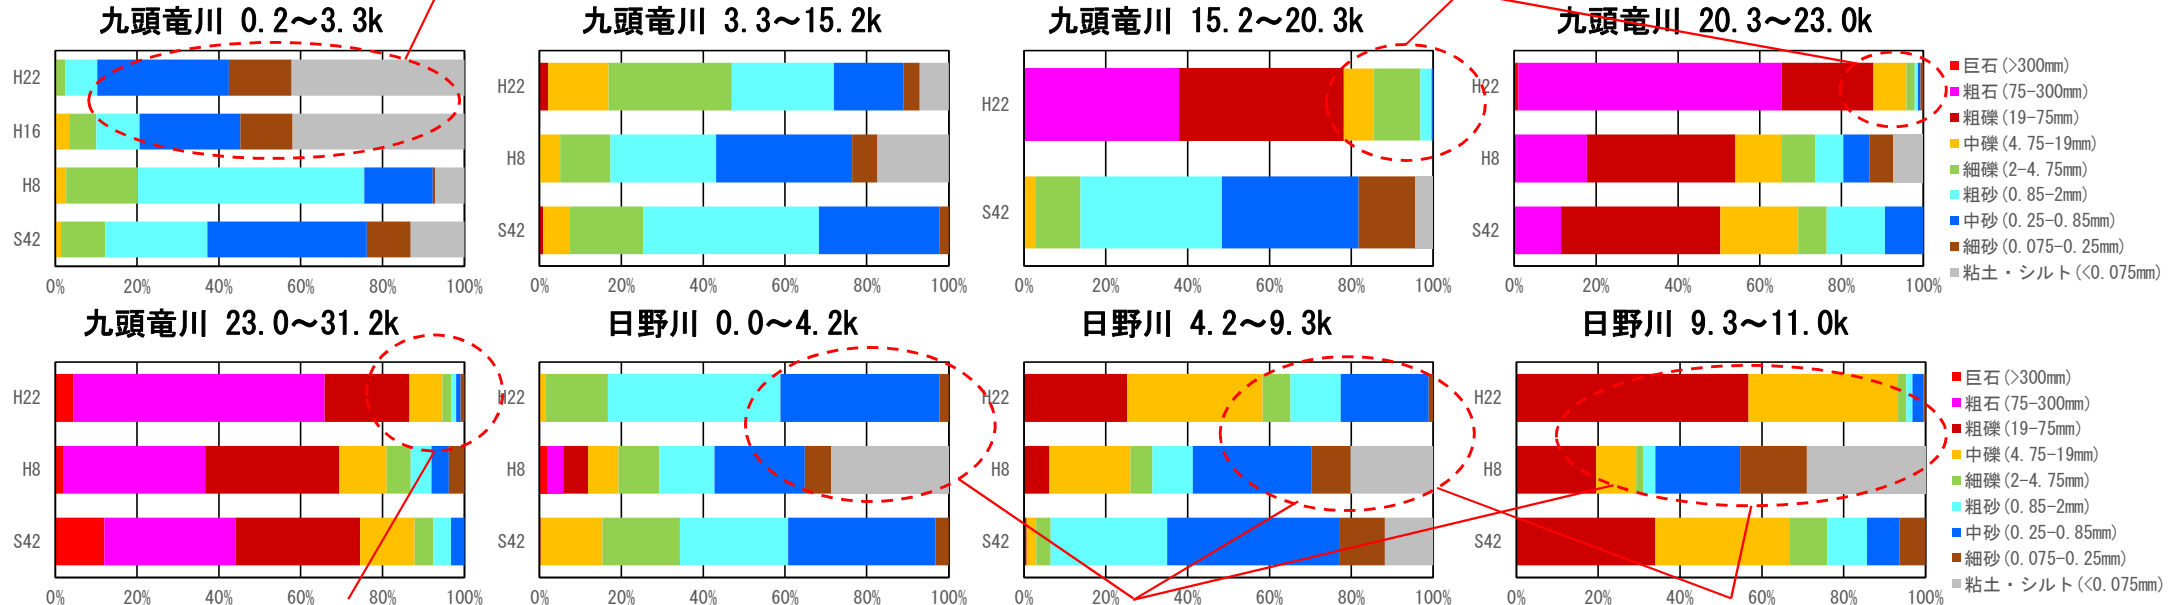 九頭竜川 0.2～3.3k
H22
H16
H8
S42
0% 20% 40% 60% 80% 100%
九頭竜川 3.3～15.2k
H22
H8
S42
0% 20% 40% 60% 80% 100%
九頭竜川 15.2～20.3k
H22
S42
0% 20% 40% 60% 80% 100%
九頭竜川 20.3～23.0k
H22
H8
S42
0% 20% 40% 60% 80% 100%
巨石(>300mm)
粗石(75-300mm)
粗礫(19-75mm)
中礫(4.75-19mm)
細礫(2-4.75mm)
粗砂(0.85-2mm)
中砂(0.25-0.85mm)
細砂(0.075-0.25mm)
粘土・シルト(<0.075mm)
九頭竜川 23.0～31.2k
H22
H8
S42
0% 20% 40% 60% 80% 100%
日野川 0.0～4.2k
H22
H8
S42
0% 20% 40% 60% 80% 100%
日野川 4.2～9.3k
H22
H8
S42
0% 20% 40% 60% 80% 100%
日野川 9.3～11.0k
H22
H8
S42
0% 20% 40% 60% 80% 100%
巨石(>300mm)
粗石(75-300mm)
粗礫(19-75mm)
中礫(4.75-19mm)
細礫(2-4.75mm)
粗砂(0.85-2mm)
中砂(0.25-0.85mm)
細砂(0.075-0.25mm)
粘土・シルト(<0.075mm)